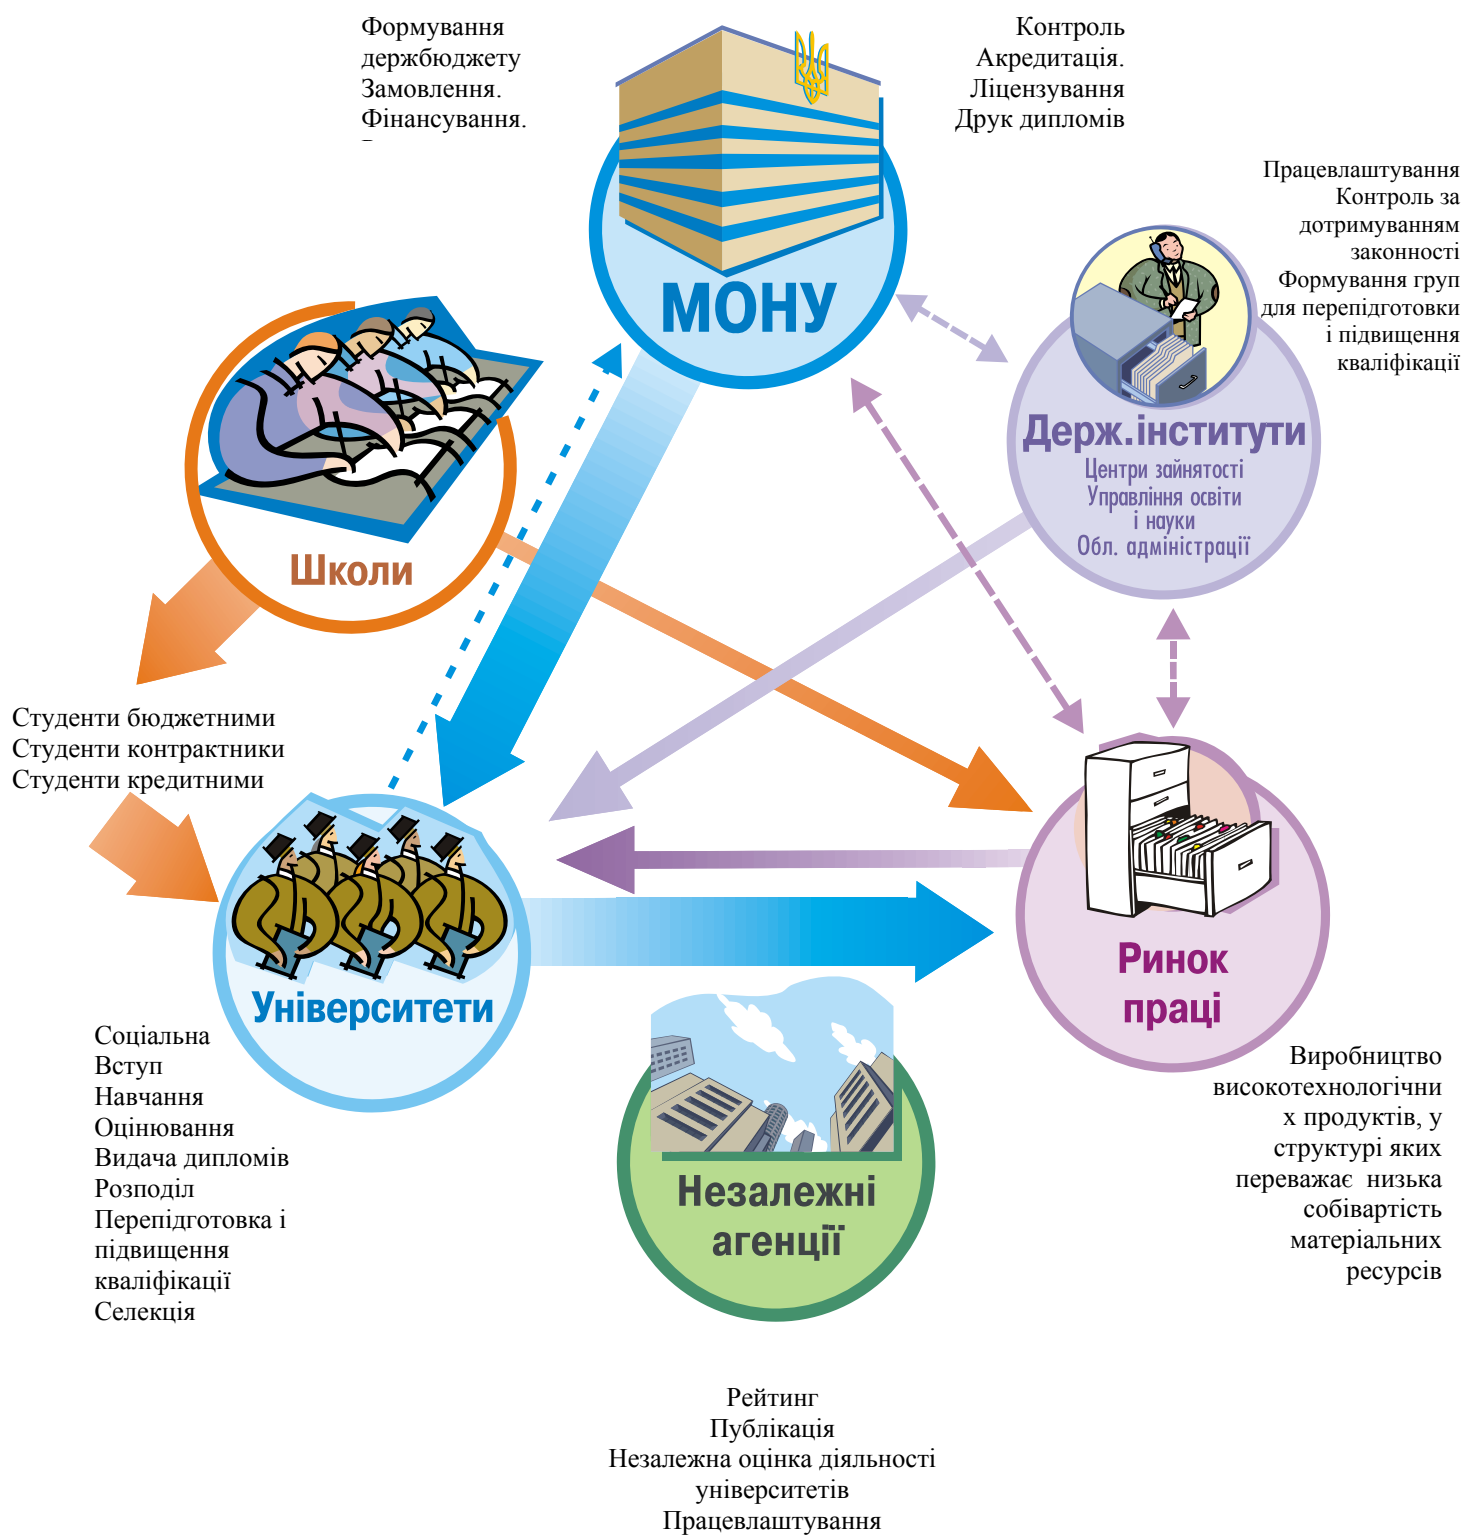 Формування
держбюджету
Замовлення.
Фінансування.
Контроль
Акредитація.
Ліцензування
Друк дипломів
МОНУ
Працевлаштування
Контроль за
дотримуванням
законності
Формування груп
для перепідготовки
і підвищення
кваліфікації
Держ.інститути
Центри зайнятості
Управління освіти
і науки
Обл. адміністрації
Школи
Студенти бюджетними
Студенти контрактники
Студенти кредитними
Університети
Ринок
праці
Соціальна
Вступ
Навчання
Оцінювання
Видача дипломів
Розподіл
Перепідготовка і
підвищення
кваліфікації
Селекція
Незалежні
агенції
Виробництво
високотехнологічни
х продуктів, у
структурі яких
переважає низька
собівартість
матеріальних
ресурсів
Рейтинг
Публікація
Незалежна оцінка діяльності
університетів
Працевлаштування